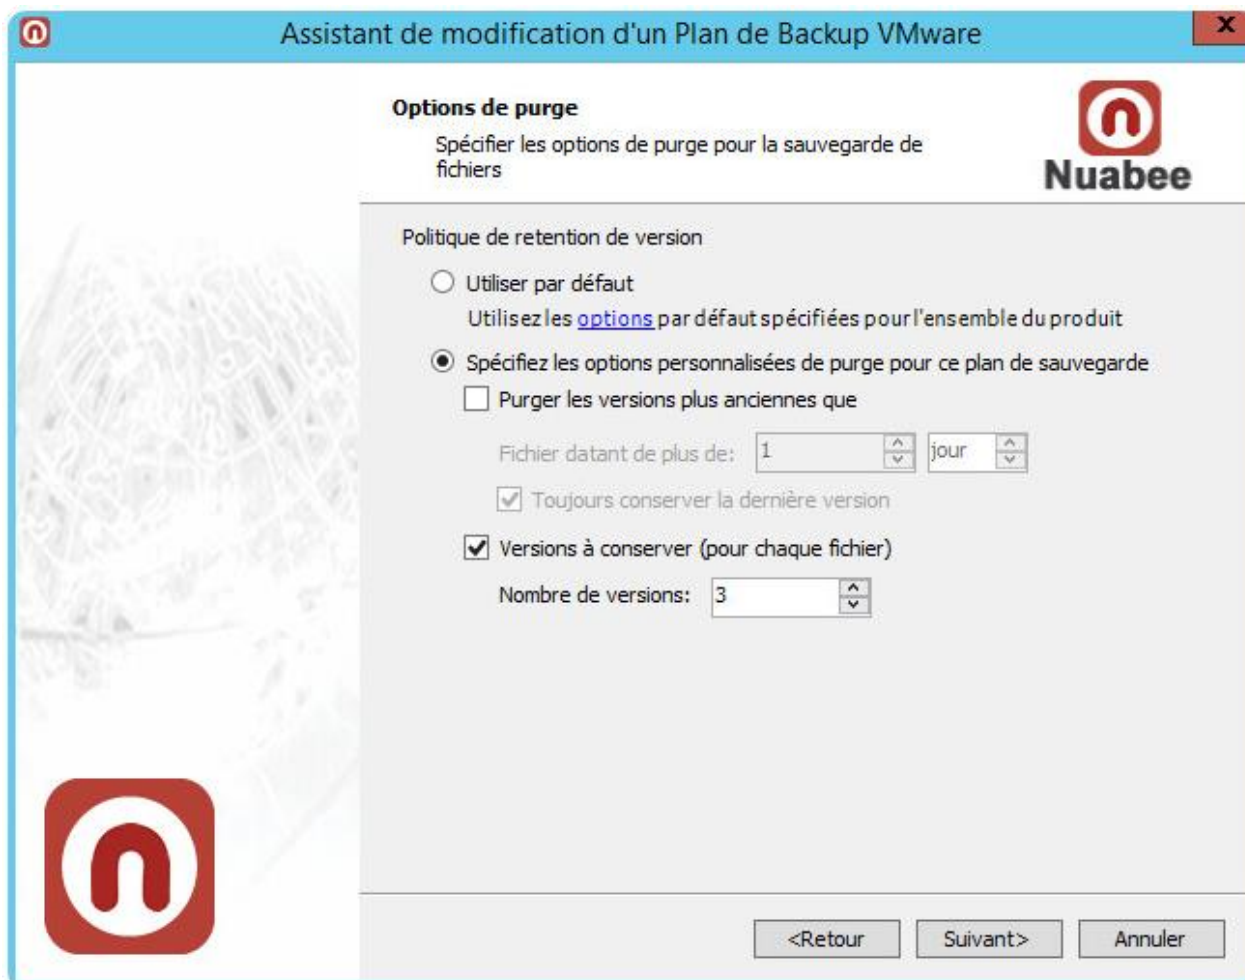 Assistant de modification d'un Plan de Backup VMware
x
Options de purge
Spécifier les options de purge pour la sauvegarde de
fichiers
Nuabee
Politique de retention de version
Utiliser par défaut
Utilisez les options par défaut spécifiées pour l'ensemble du produit
Spécifiez les options personnalisées de purge pour ce plan de sauvegarde
Purger les versions plus anciennes que
Fichier datant de plus de: 1 jour
Toujours conserver la dernière version
Versions à conserver (pour chaque fichier)
Nombre de versions: 3
<Retour Suivant> Annuler